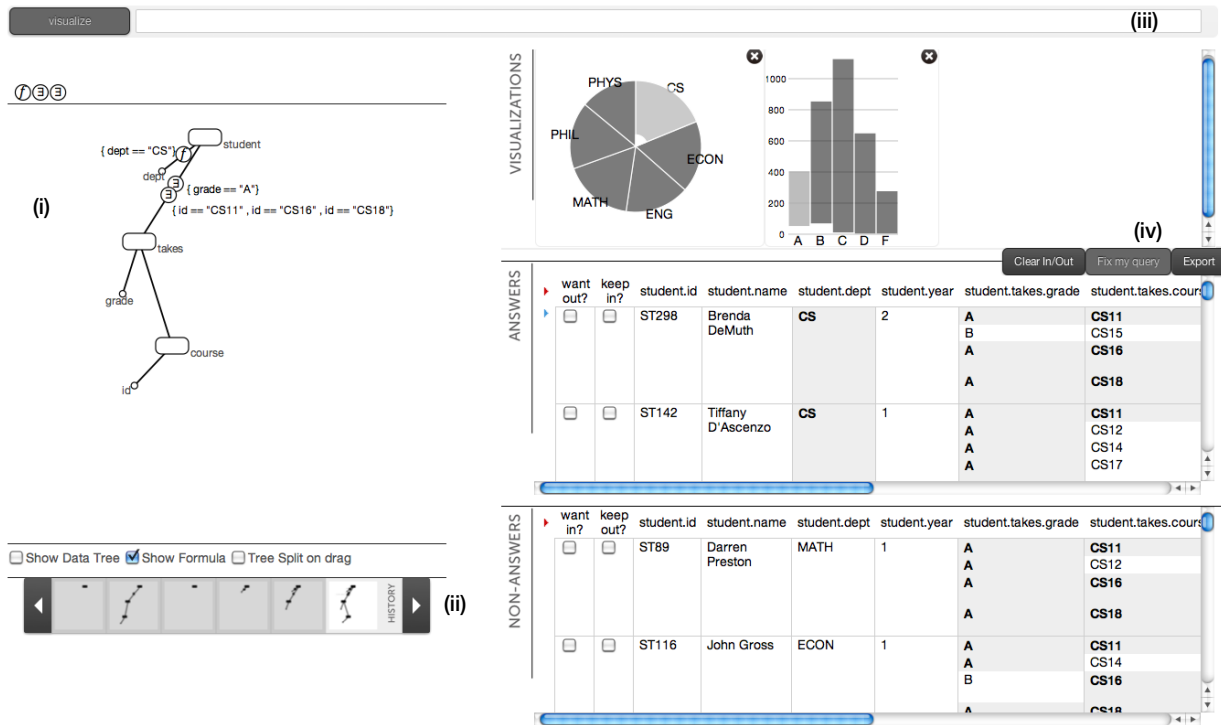 visualize
(iii)
ƒ∃∃
student
{ dept == "CS"}
ƒ
dept
∃
{ grade == "A"}
∃
{ id == "CS11" , id == "CS16" , id == "CS18"}
(i)
takes
grade
course
id
Show Data Tree Show Formula Tree Split on drag
HISTORY
(ii)
VISUALIZATIONS
PHYS CS
PHIL ECON
MATH ENG
1000
800
600
400
200
0
A B C D F
(iv)
Clear In/Out Fix my query Export
ANSWERS
want out? keep in? student.id student.name student.dept student.year student.takes.grade student.takes.cours
ST298 Brenda DeMuth CS 2 A CS11
B CS15
A CS16
A CS18
ST142 Tiffany D'Ascenzo CS 1 A CS11
A CS12
A CS14
A CS17
NON-ANSWERS
want in? keep out? student.id student.name student.dept student.year student.takes.grade student.takes.cours
ST89 Darren Preston MATH 1 A CS11
A CS12
A CS16
A CS18
ST116 John Gross ECON 1 A CS11
A CS14
B CS16
A CS18